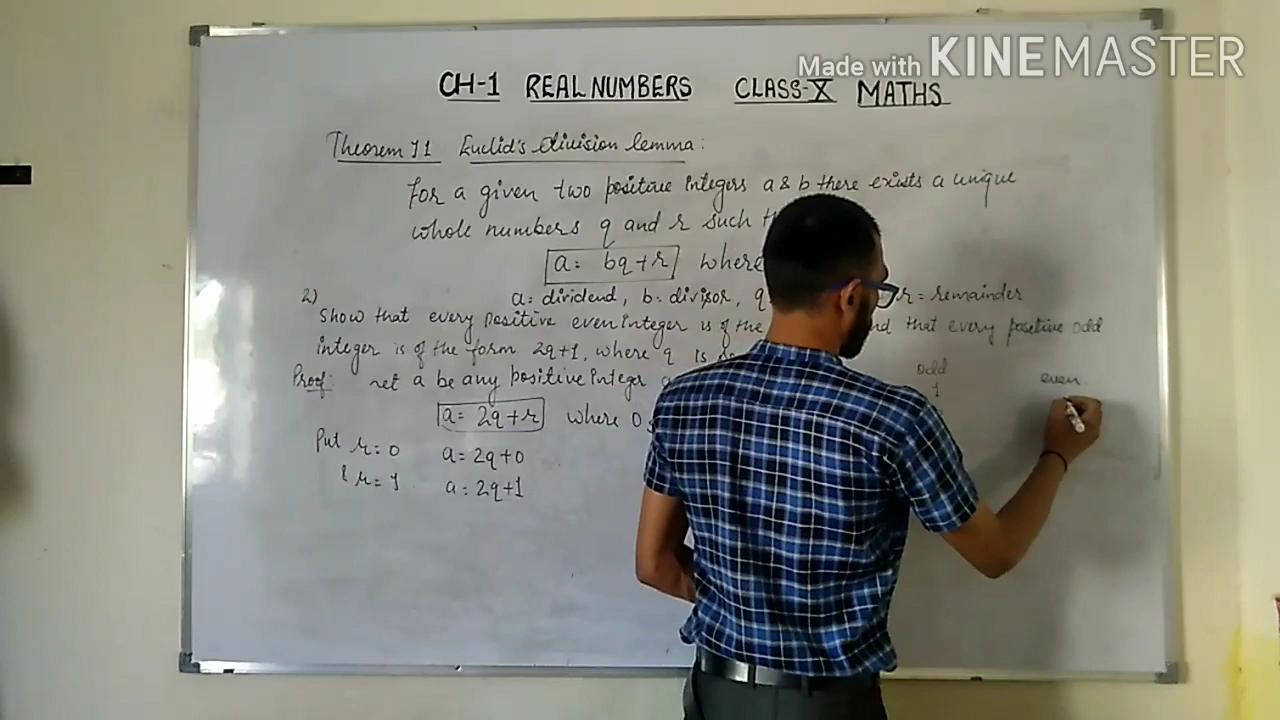 Made with KINEMASTER
CH-1 REAL NUMBERS CLASS-X MATHS
Theorem 1.1 Euclid's division lemma:
for a given two positive integers a & b there exists a unique
whole numbers q and r such
a = bq+r where
a = dividend, b = divisor, q r = remainder
2)
Show that every positive even integer is of the and that every positive odd
integer is of the form 2q+1, where q is
Proof: Let a be any positive integer
odd
even
1
a = 2q+r where 0
Put r = 0 a = 2q+0
& r = 1 a = 2q+1